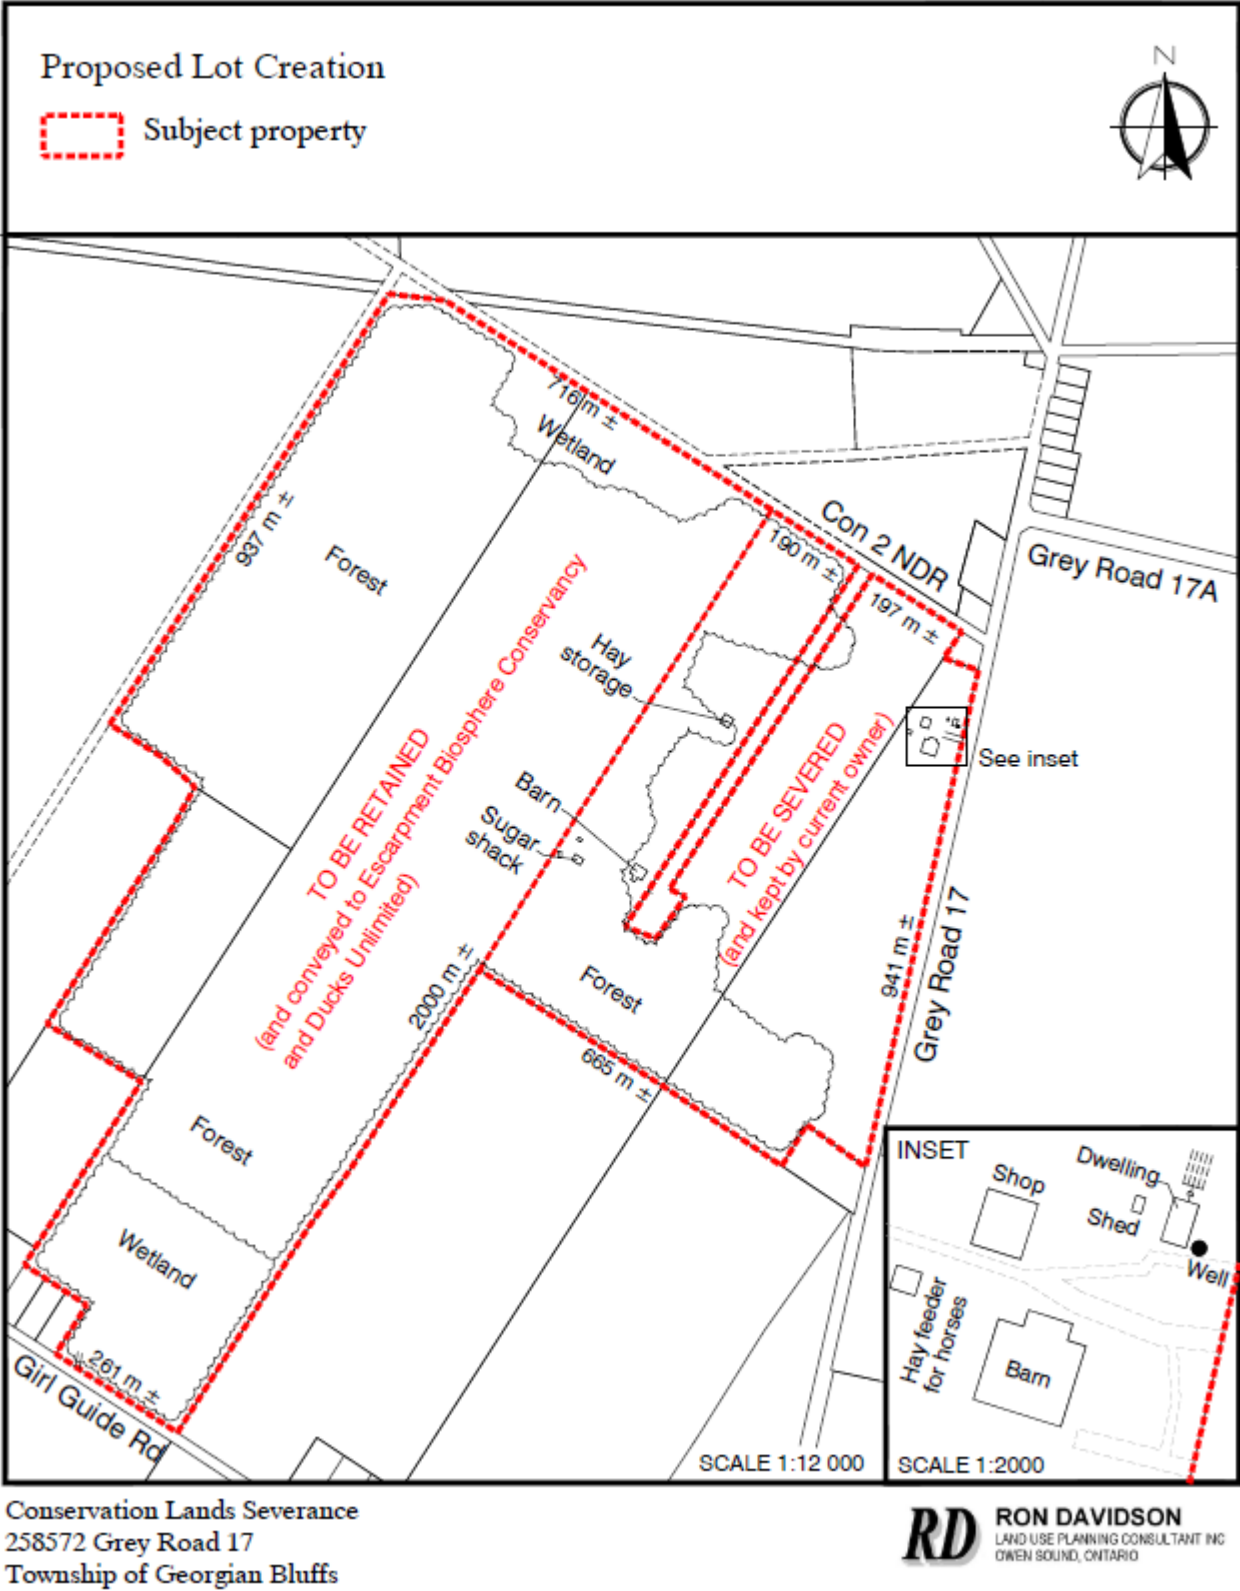 Proposed Lot Creation
N
Subject property
716 m ±
Wetland
937 m ±
Forest
190 m ±
Con 2 NDR
197 m ±
Grey Road 17A
Hay
storage
TO BE RETAINED
(and conveyed to Escarpment Biosphere Conservancy
and Ducks Unlimited)
TO BE SEVERED
(and kept by current owner)
See inset
Barn
Sugar
shack
2000 m ±
Forest
941 m ±
Grey Road 17
665 m ±
Forest
Wetland
261 m ±
Girl Guide Rd
SCALE 1:12 000
INSET
Dwelling
Shop
Shed
Well
Hay feeder
for horses
Barn
SCALE 1:2000
Conservation Lands Severance
258572 Grey Road 17
Township of Georgian Bluffs
RD
RON DAVIDSON
LAND USE PLANNING CONSULTANT INC
OWEN SOUND, ONTARIO